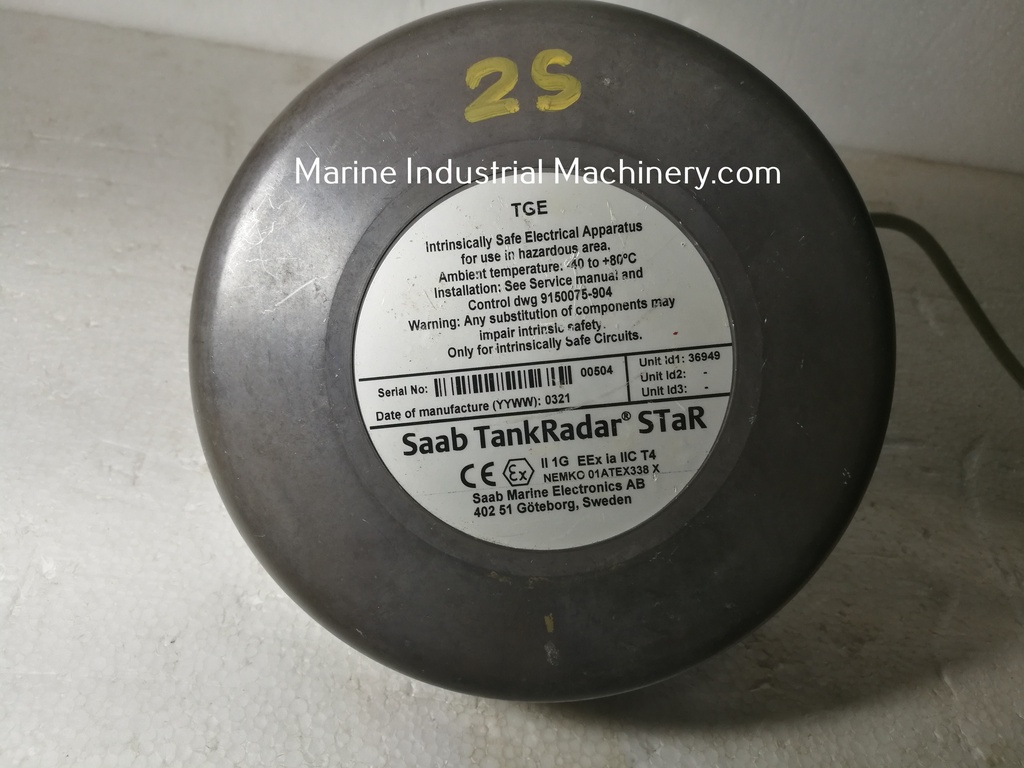 2S
Marine Industrial Machinery.com
TGE
Intrinsically Safe Electrical Apparatus
for use in hazardous area.
Ambient temperature: -40 to +80°C
Installation: See Service manual and
Control dwg 9150075-904
Warning: Any substitution of components may
impair intrinsic safety.
Only for intrinsically Safe Circuits.
Serial No: 00504
Date of manufacture (YYWW): 0321
Unit Id1: 36949
Unit Id2: -
Unit Id3: -
Saab TankRadar® STaR
CE Ex II 1G EEx ia IIC T4
NEMKO 01ATEX338 X
Saab Marine Electronics AB
402 51 Göteborg, Sweden